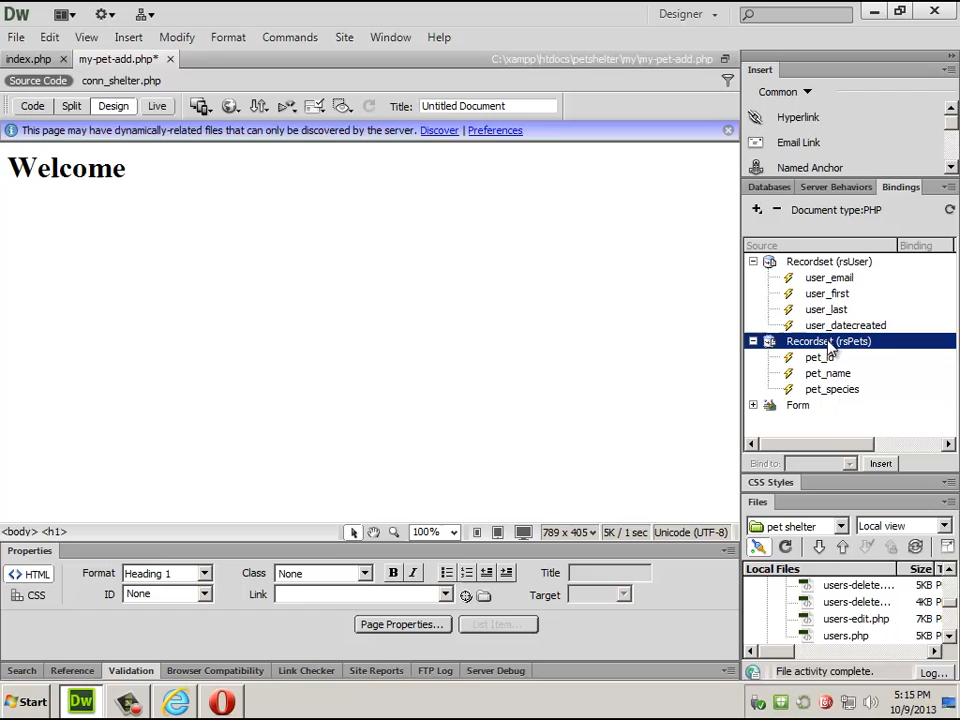 Dw
Designer
File Edit View Insert Modify Format Commands Site Window Help
index.php
my-pet-add.php*
C:\xampp\htdocs\petshelter\my\my-pet-add.php
Source Code
conn_shelter.php
Code
Split
Design
Live
Title:
Untitled Document
This page may have dynamically-related files that can only be discovered by the server.
Discover | Preferences
Welcome
<body> <h1>
100%
789 x 405
5K / 1 sec
Unicode (UTF-8)
Properties
HTML
CSS
Format
Heading 1
ID
None
Class
None
Link
Title
Target
Page Properties...
List Item...
Search
Reference
Validation
Browser Compatibility
Link Checker
Site Reports
FTP Log
Server Debug
Insert
Common
Hyperlink
Email Link
Named Anchor
Databases
Server Behaviors
Bindings
Document type:PHP
Source
Binding
Recordset (rsUser)
user_email
user_first
user_last
user_datecreated
Recordset (rsPets)
pet_id
pet_name
pet_species
Form
Bind to:
Insert
CSS Styles
Files
pet shelter
Local view
Local Files
Size
T
users-delete....
5KB P
users-delete...
4KB P
users-edit.php
7KB P
users.php
5KB P
File activity complete.
Log...
Start
Dw
5:15 PM
10/9/2013